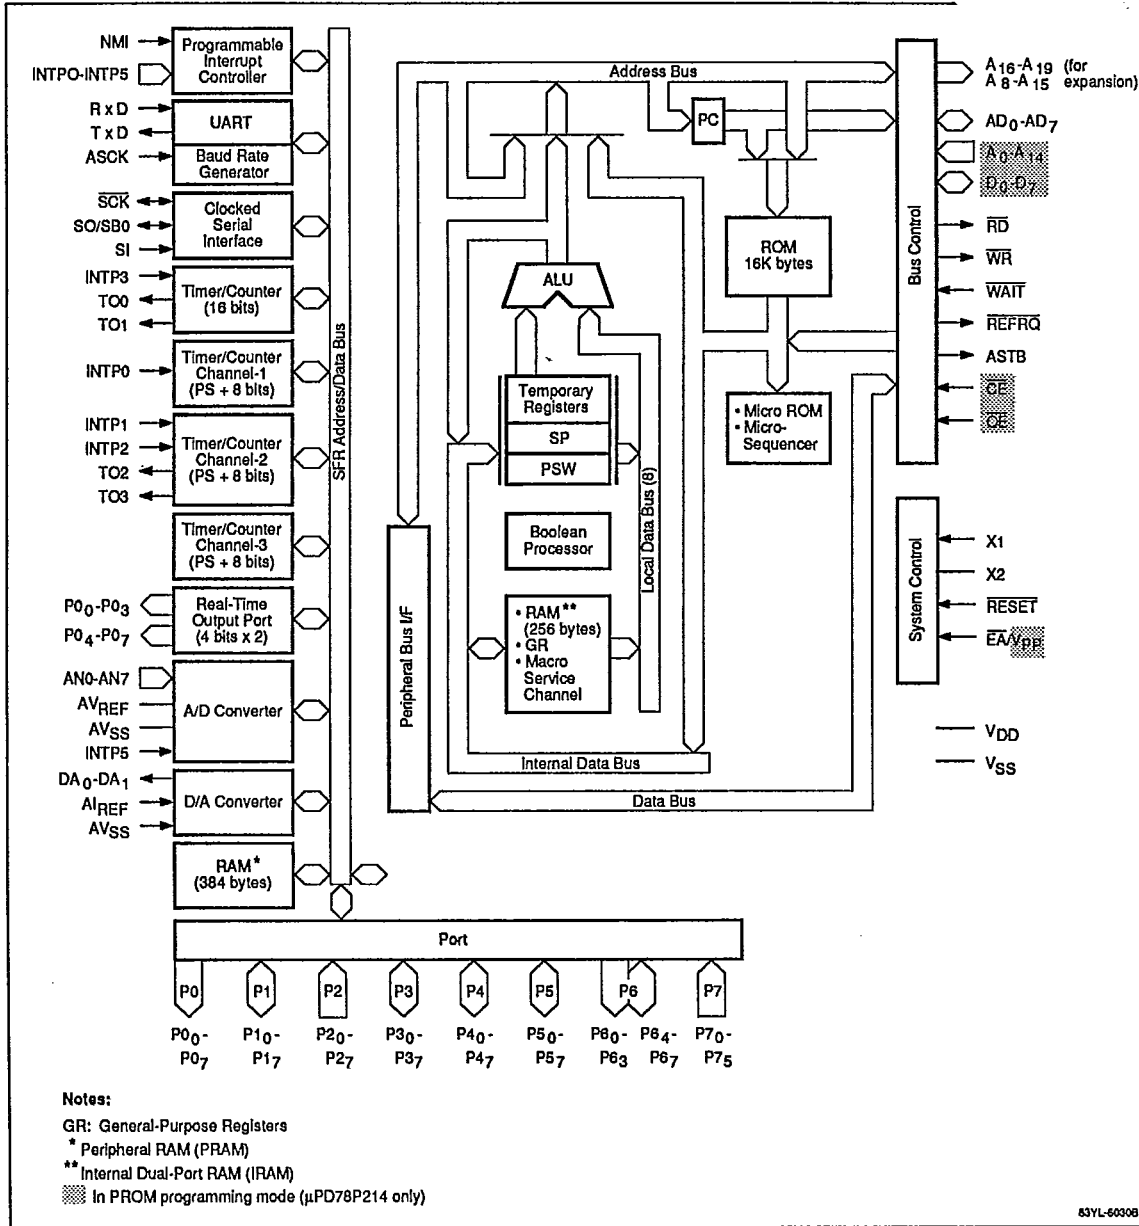 NMI
INTPO-INTP5
Programmable
Interrupt
Controller
R x D
T x D
ASCK
UART
Baud Rate
Generator
SCK
SO/SB0
SI
Clocked
Serial
Interface
INTP3
TO0
TO1
Timer/Counter
(16 bits)
INTP0
Timer/Counter
Channel-1
(PS + 8 bits)
INTP1
INTP2
TO2
TO3
Timer/Counter
Channel-2
(PS + 8 bits)
Timer/Counter
Channel-3
(PS + 8 bits)
P00-P03
P04-P07
Real-Time
Output Port
(4 bits x 2)
AN0-AN7
AVREF
AVSS
INTP5
A/D Converter
DA0-DA1
AIREF
AVSS
D/A Converter
RAM*
(384 bytes)
SFR Address/Data Bus
Address Bus
PC
ROM
16K bytes
ALU
Temporary
Registers
SP
PSW
• Micro ROM
• Micro-
Sequencer
Boolean
Processor
• RAM**
(256 bytes)
• GR
• Macro
Service
Channel
Local Data Bus (8)
Peripheral Bus I/F
Internal Data Bus
Data Bus
Bus Control
A16-A19 (for
A8-A15 expansion)
AD0-AD7
A0-A14
D0-D7
RD
WR
WAIT
REFRQ
ASTB
CE
OE
System Control
X1
X2
RESET
EA/VPP
VDD
VSS
Port
P0 P1 P2 P3 P4 P5 P6 P7
P00- P10- P20- P30- P40- P50- P60- P64- P70-
P07 P17 P27 P37 P47 P57 P63 P67 P75
Notes:
GR: General-Purpose Registers
* Peripheral RAM (PRAM)
** Internal Dual-Port RAM (IRAM)
In PROM programming mode (µPD78P214 only)
83YL-6030B